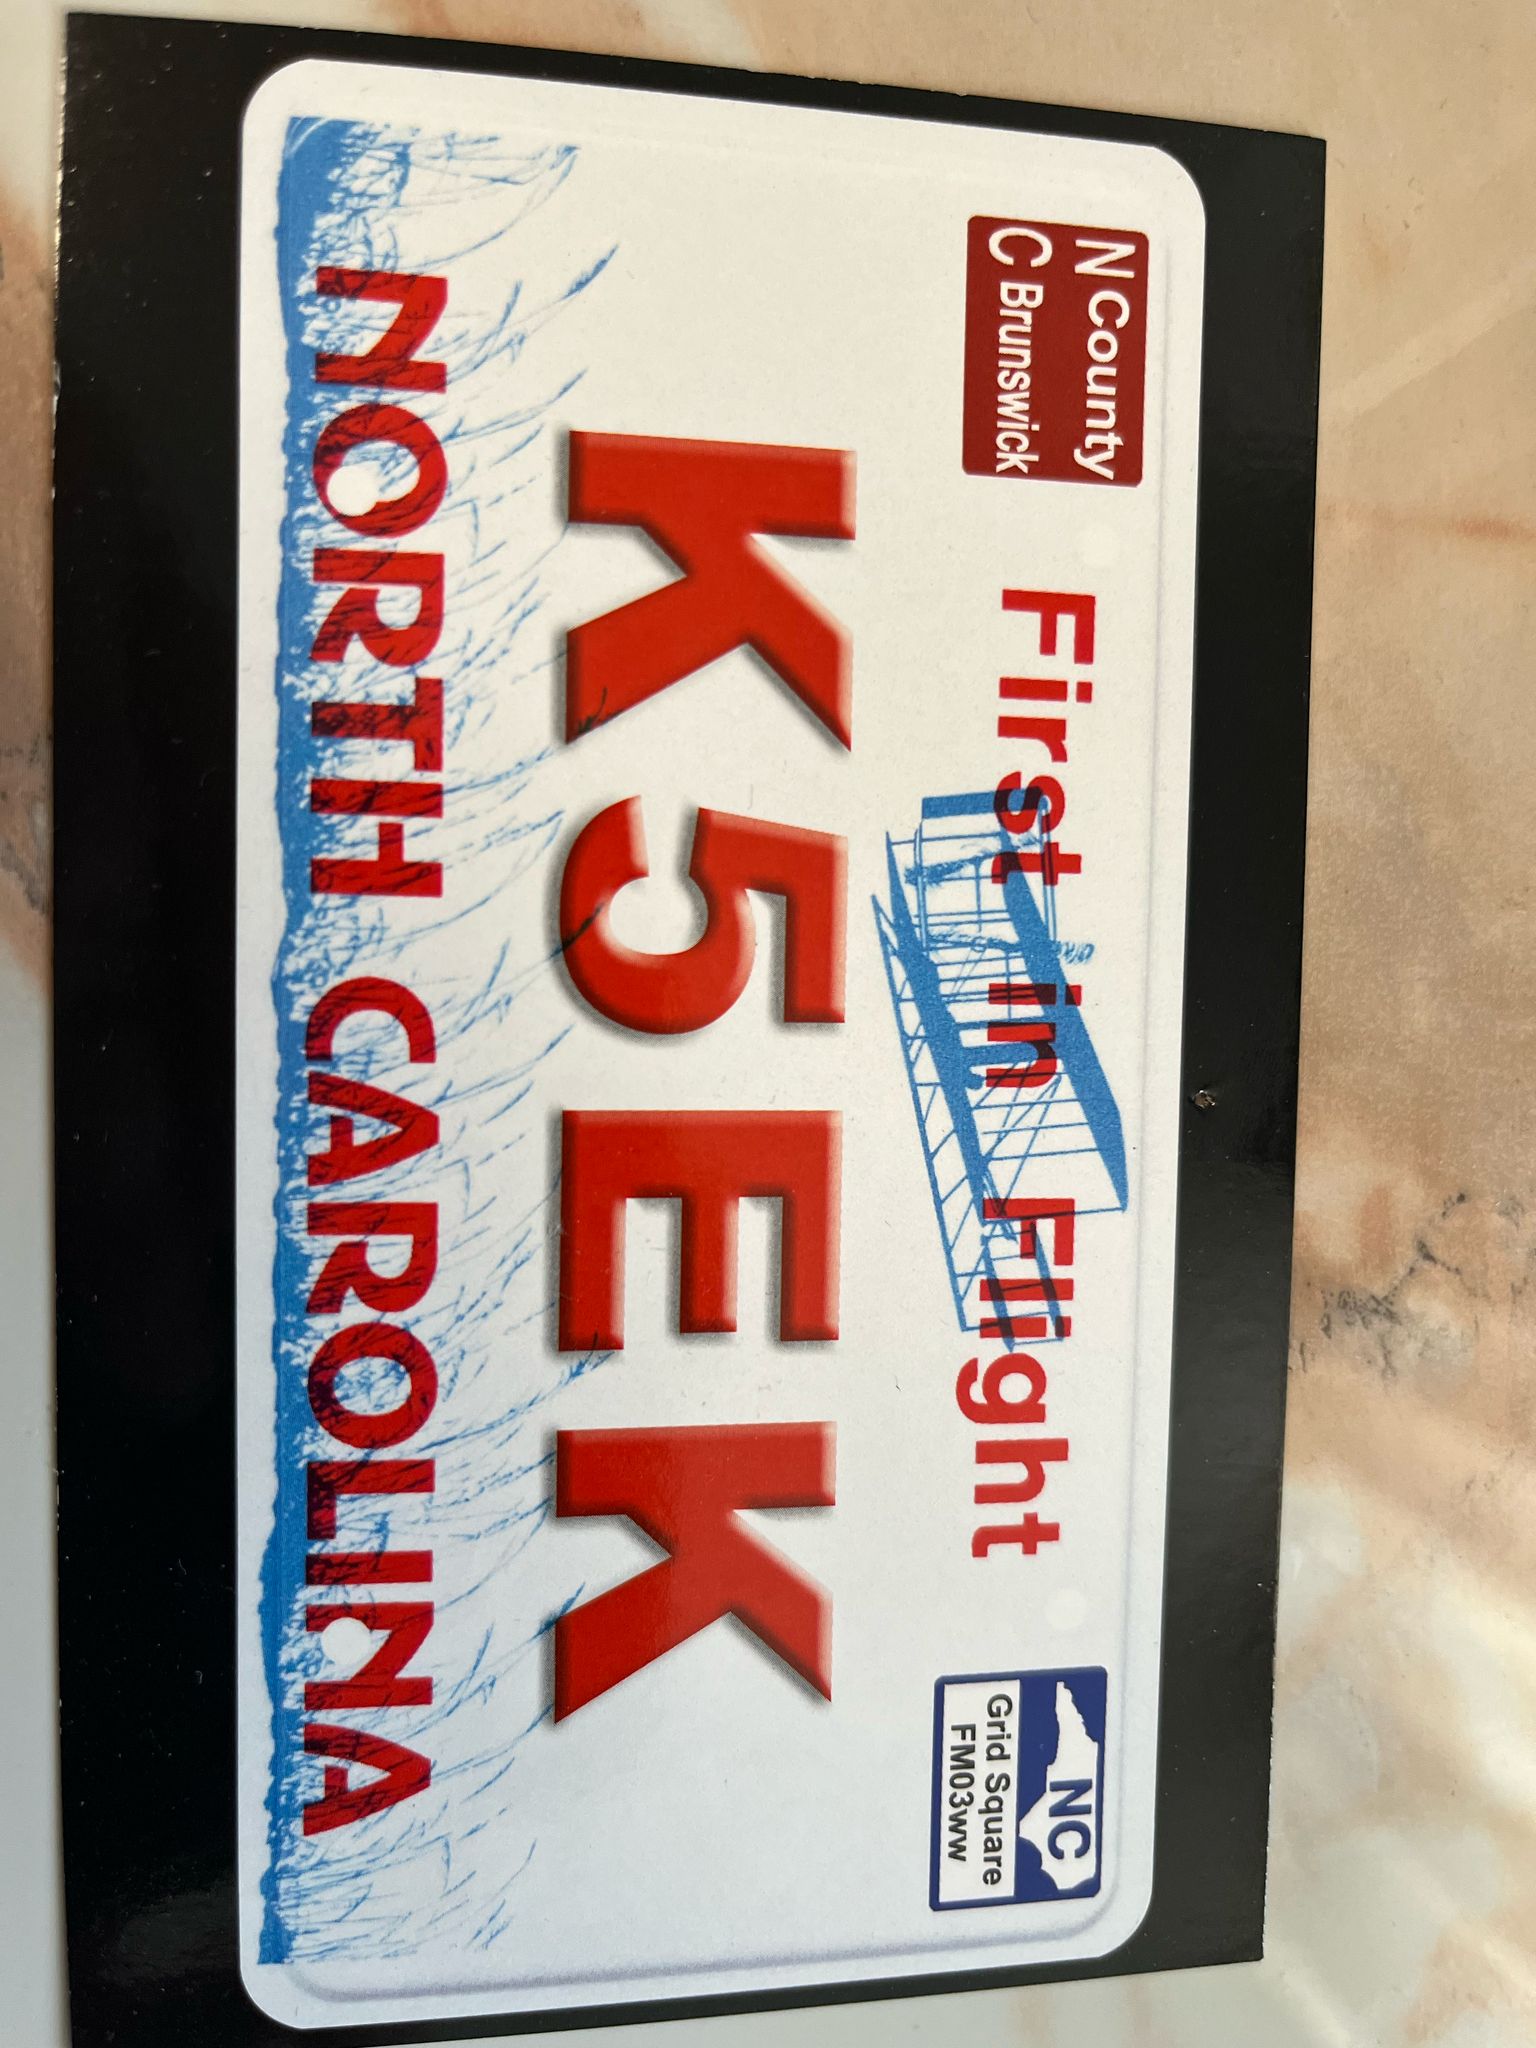 N County
C Brunswick
First in Flight
NC
Grid Square
FM03ww
K5EK
NORTH CAROLINA